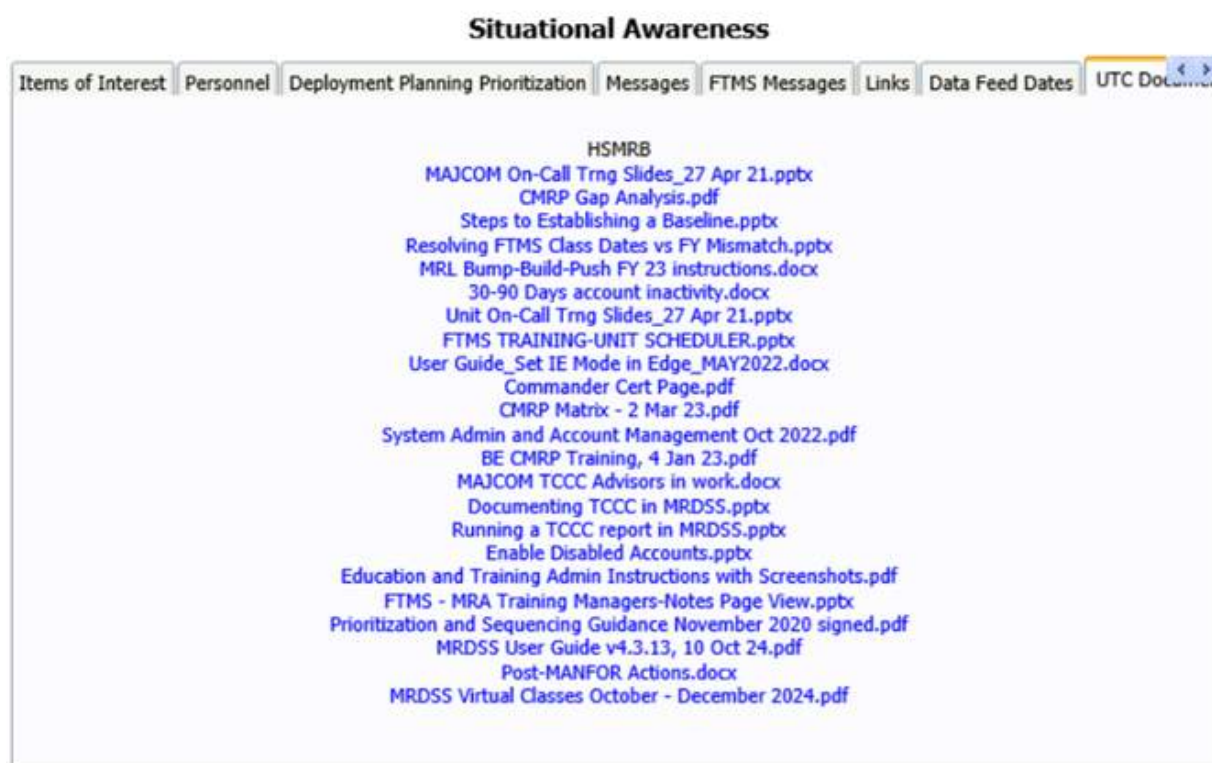 Situational Awareness
Items of Interest Personnel Deployment Planning Prioritization Messages FTMS Messages Links Data Feed Dates UTC
HSMRB
MAJCOM On-Call Trng Slides_27 Apr 21.pptx
CMRP Gap Analysis.pdf
Steps to Establishing a Baseline.pptx
Resolving FTMS Class Dates vs FY Mismatch.pptx
MRL Bump-Build-Push FY 23 instructions.docx
30-90 Days account inactivity.docx
Unit On-Call Trng Slides_27 Apr 21.pptx
FTMS TRAINING-UNIT SCHEDULER.pptx
User Guide_Set IE Mode in Edge_MAY2022.docx
Commander Cert Page.pdf
CMRP Matrix - 2 Mar 23.pdf
System Admin and Account Management Oct 2022.pdf
BE CMRP Training, 4 Jan 23.pdf
MAJCOM TCCC Advisors in work.docx
Documenting TCCC in MRDSS.pptx
Running a TCCC report in MRDSS.pptx
Enable Disabled Accounts.pptx
Education and Training Admin Instructions with Screenshots.pdf
FTMS - MRA Training Managers-Notes Page View.pptx
Prioritization and Sequencing Guidance November 2020 signed.pdf
MRDSS User Guide v4.3.13, 10 Oct 24.pdf
Post-MANFOR Actions.docx
MRDSS Virtual Classes October - December 2024.pdf